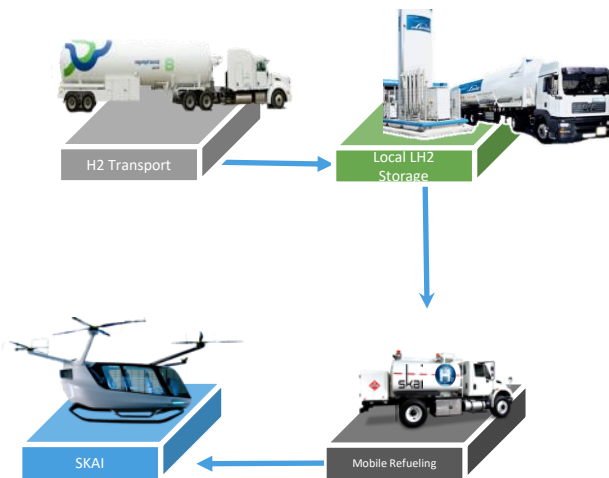 H2 Transport
Local LH2
Storage
skai
H
SKAI
Mobile Refueling